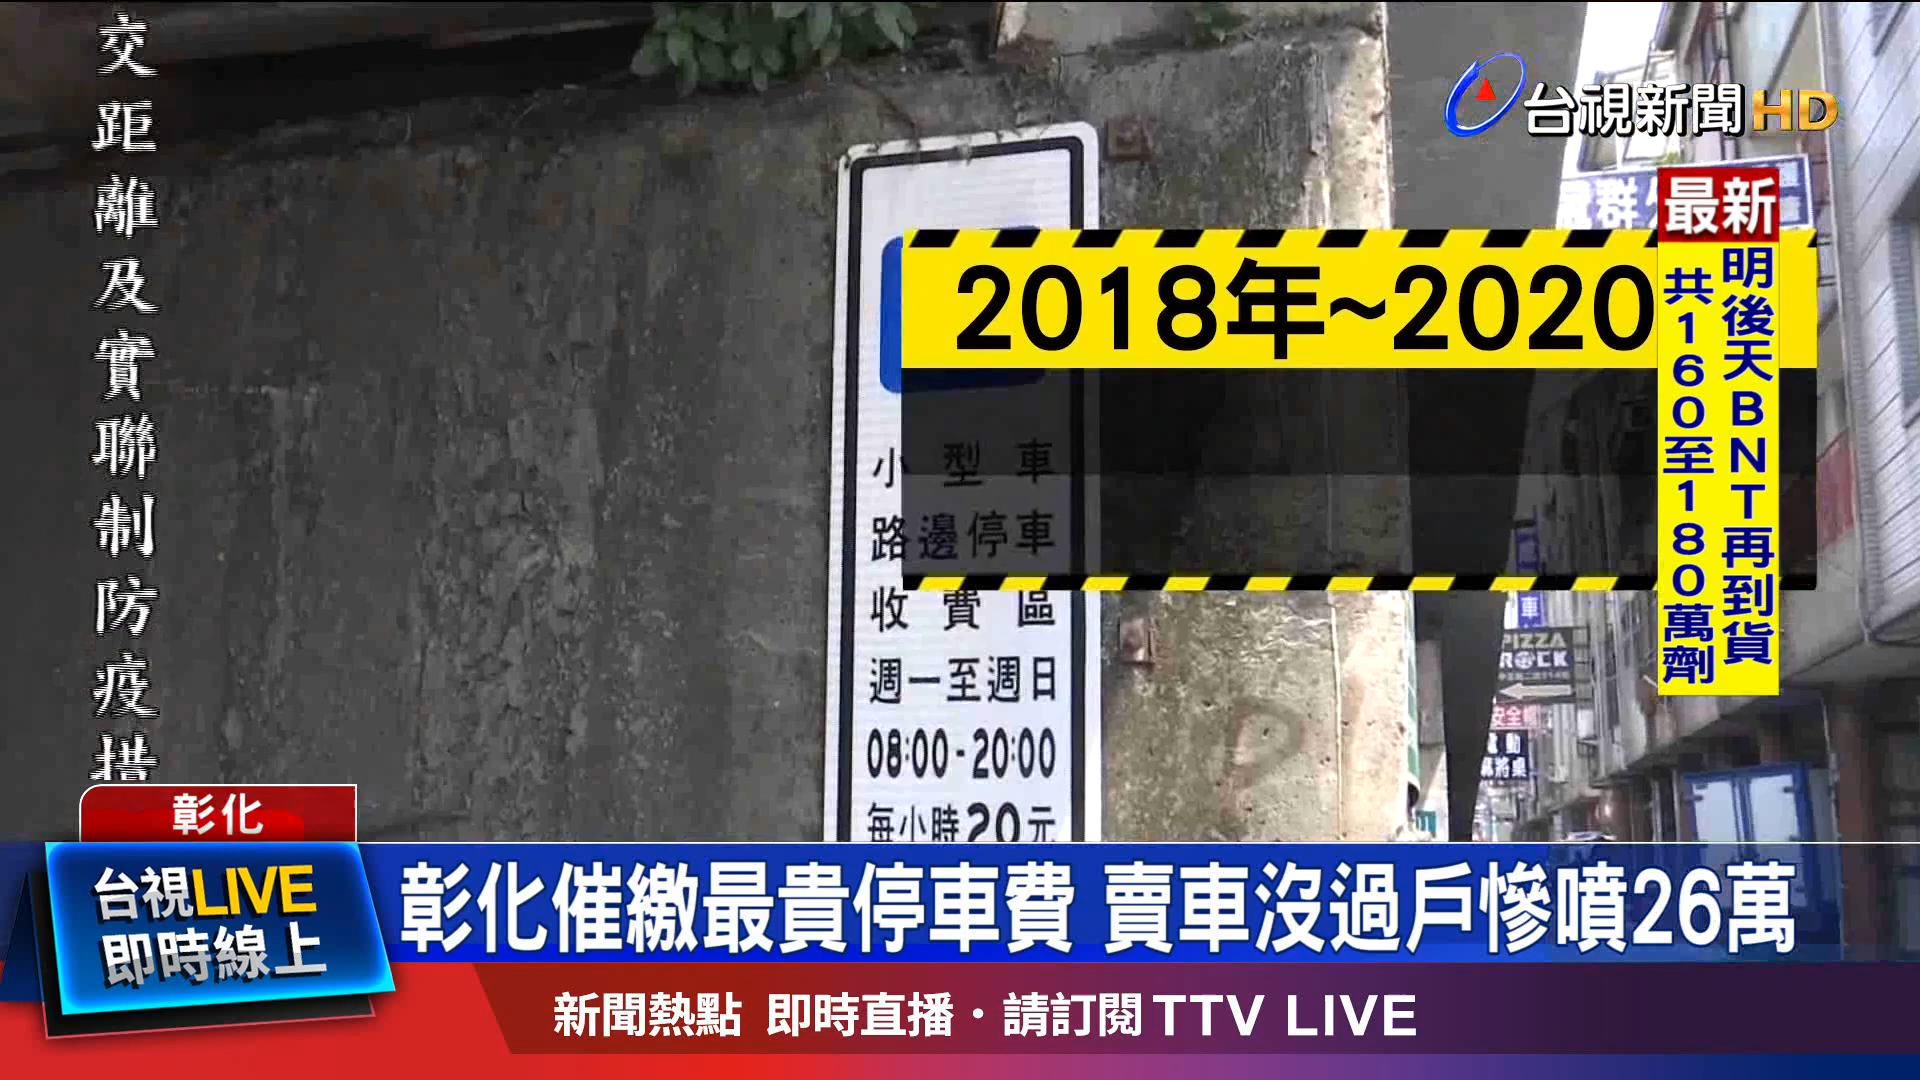 交距離及實聯制防疫措
台視新聞HD
最新
明後天BNT再到貨
共160至180萬劑
2018年~2020
小型車
路邊停車
收費區
週一至週日
08:00-20:00
每小時20元
PIZZA
ROCK
彰化
台視LIVE
即時線上
彰化催繳最貴停車費 賣車沒過戶慘噴26萬
新聞熱點 即時直播・請訂閱TTV LIVE